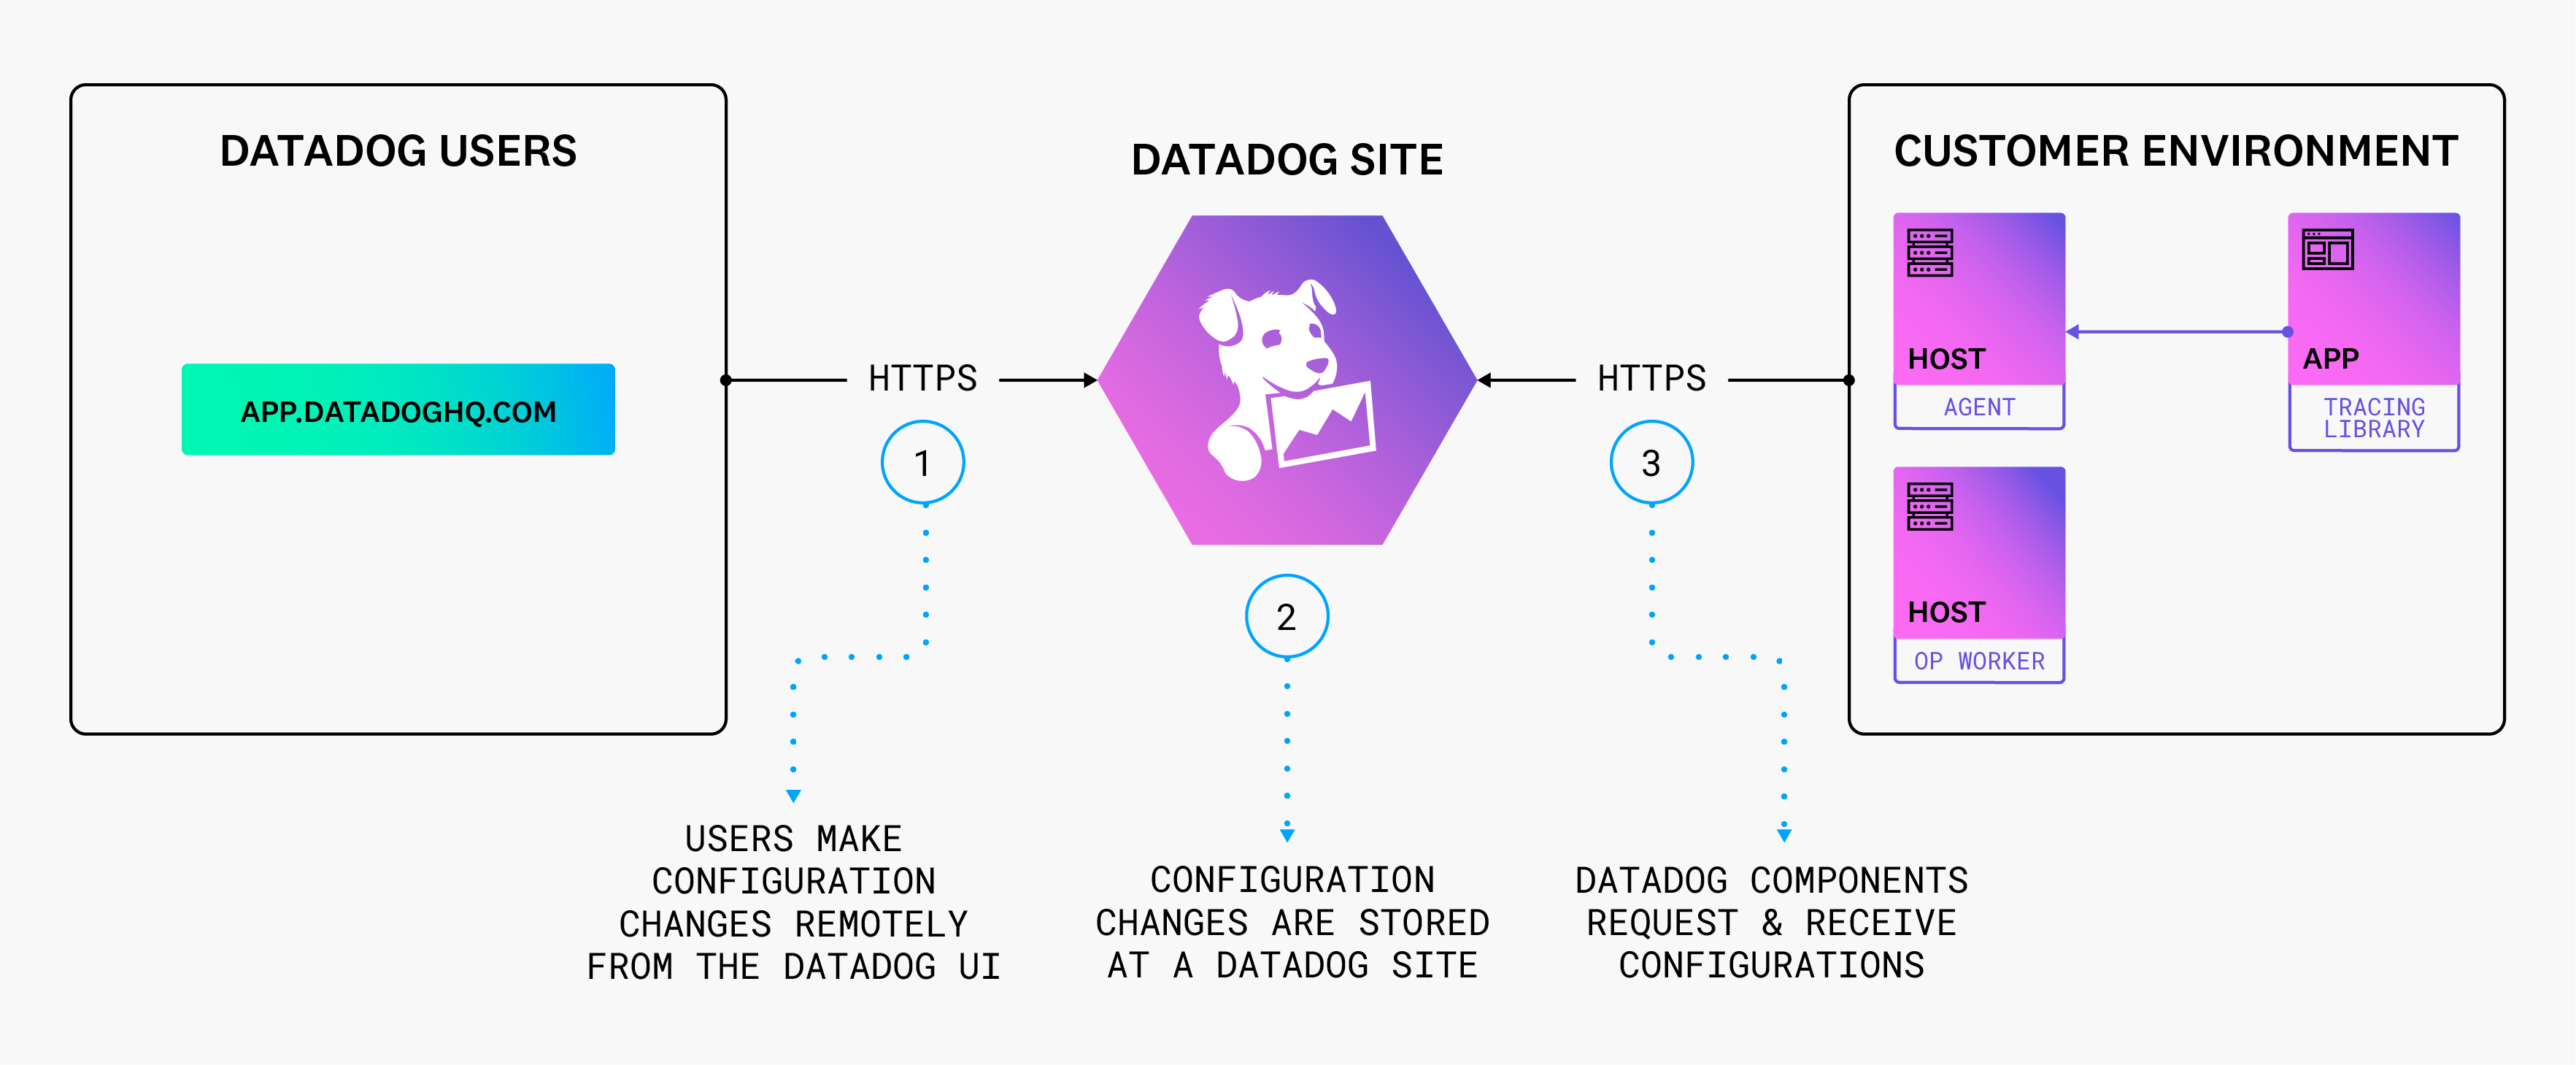 DATADOG USERS
APP.DATADOGHQ.COM
HTTPS
1
DATADOG SITE
2
HTTPS
3
CUSTOMER ENVIRONMENT
HOST
AGENT
APP
TRACING
LIBRARY
HOST
OP WORKER
USERS MAKE
CONFIGURATION
CHANGES REMOTELY
FROM THE DATADOG UI
CONFIGURATION
CHANGES ARE STORED
AT A DATADOG SITE
DATADOG COMPONENTS
REQUEST & RECEIVE
CONFIGURATIONS